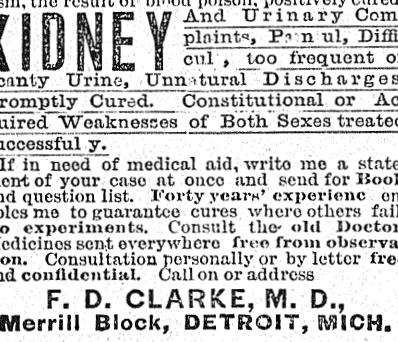 sm, the result of blood poison, positively cured.
KIDNEY And Urinary Com
plaints, Painful, Diffi
cul , too frequent o
canty Urine, Unnatural Discharges
romptly Cured. Constitutional or Ac
uired Weaknesses of Both Sexes treated
uccessful y.
If in need of medical aid, write me a state
ent of your case at once and send for Book
nd question list. Forty years' experienc en
bles me to guarantee cures where others fail
o experiments. Consult the old Doctor
edicines sent everywhere free from observa
on. Consultation personally or by letter fre
nd confidential. Call on or address
F. D. CLARKE, M. D.,
Merrill Block, DETROIT, MICH.